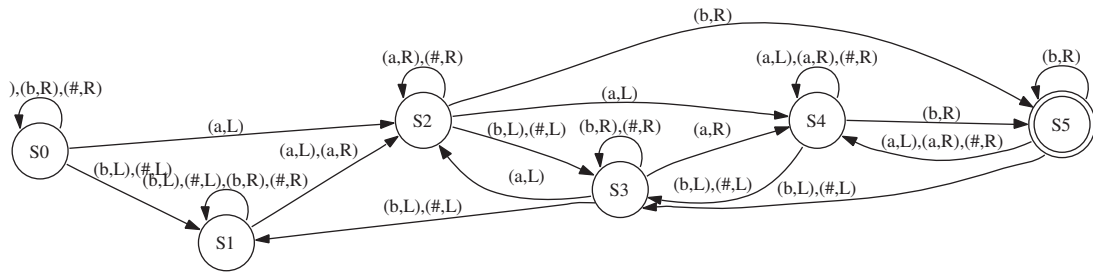 (b,R)
(b,R)
(a,R),(#,R)
(a,L),(a,R),(#,R)
),(b,R),(#,R)
(a,L)
S2
S4
S5
(a,L)
(b,R)
S0
(b,L),(#,L)
(b,R),(#,R)
(a,R)
(a,L),(a,R),(#,R)
(a,L),(a,R)
(b,L),(#,L)
(a,L)
S3
(b,L),(#,L)
(b,L),(#,L)
(b,L),(#,L),(b,R),(#,R)
(b,L),(#,L)
S1